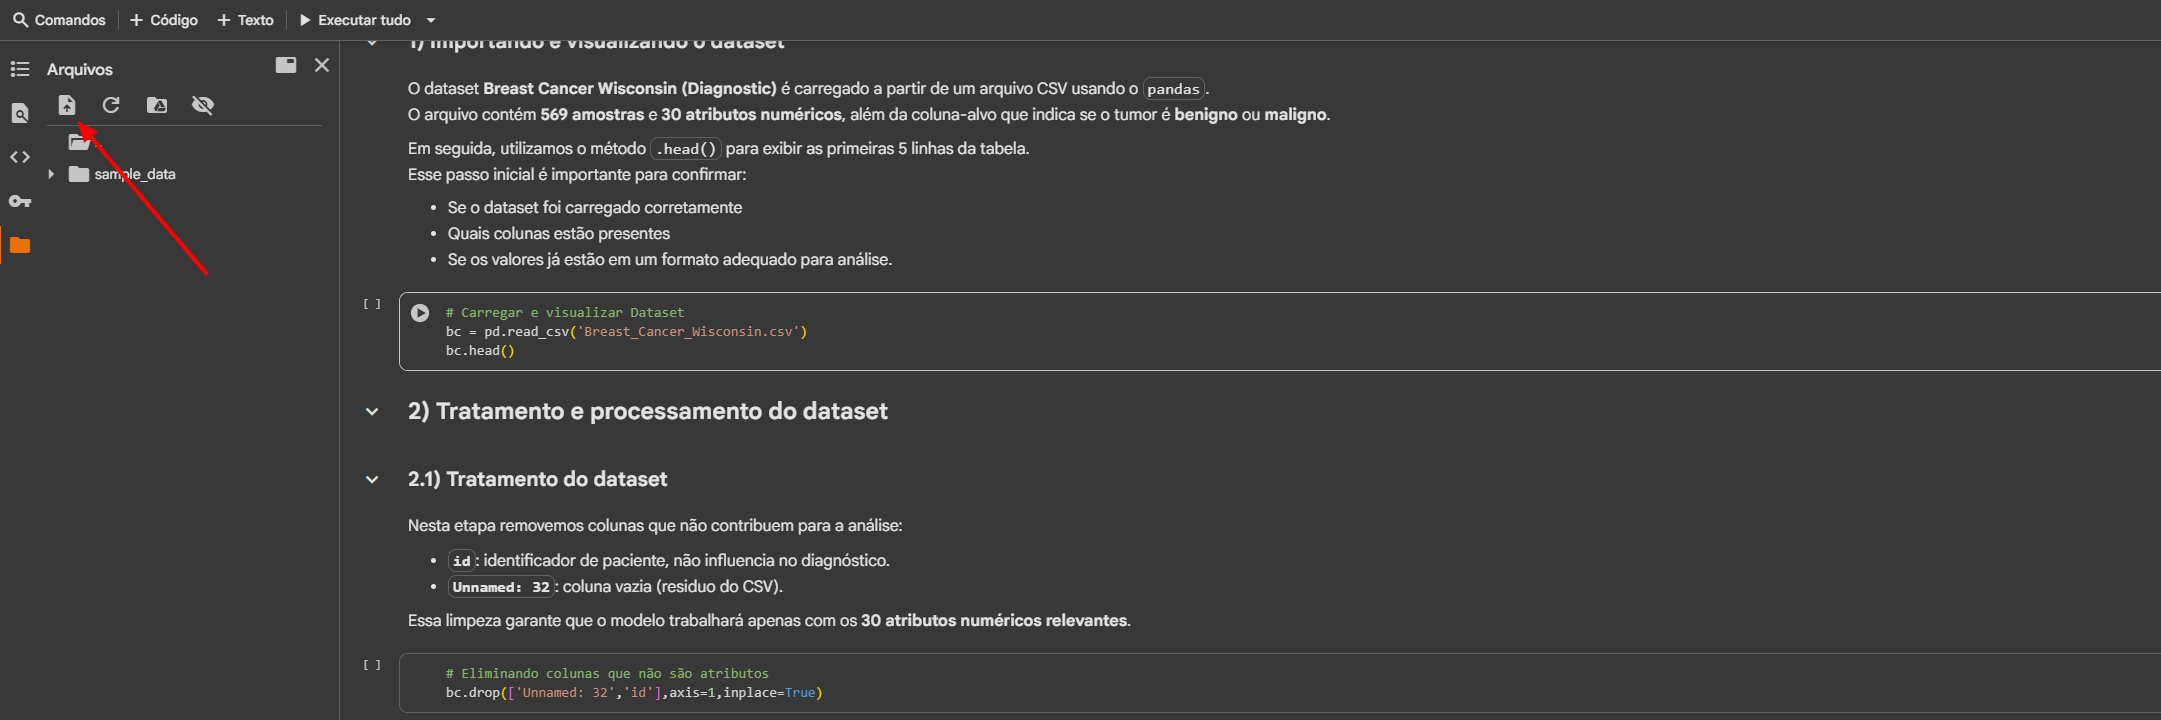 Comandos + Código + Texto Executar tudo
Arquivos
..
sample_data
1) Importando e visualizando o dataset
O dataset Breast Cancer Wisconsin (Diagnostic) é carregado a partir de um arquivo CSV usando o pandas.
O arquivo contém 569 amostras e 30 atributos numéricos, além da coluna-alvo que indica se o tumor é benigno ou maligno.
Em seguida, utilizamos o método .head() para exibir as primeiras 5 linhas da tabela.
Esse passo inicial é importante para confirmar:
• Se o dataset foi carregado corretamente
• Quais colunas estão presentes
• Se os valores já estão em um formato adequado para análise.
[ ]
# Carregar e visualizar Dataset
bc = pd.read_csv('Breast_Cancer_Wisconsin.csv')
bc.head()
2) Tratamento e processamento do dataset
2.1) Tratamento do dataset
Nesta etapa removemos colunas que não contribuem para a análise:
• id: identificador de paciente, não influencia no diagnóstico.
• Unnamed: 32: coluna vazia (residuo do CSV).
Essa limpeza garante que o modelo trabalhará apenas com os 30 atributos numéricos relevantes.
[ ]
# Eliminando colunas que não são atributos
bc.drop(['Unnamed: 32','id'],axis=1,inplace=True)